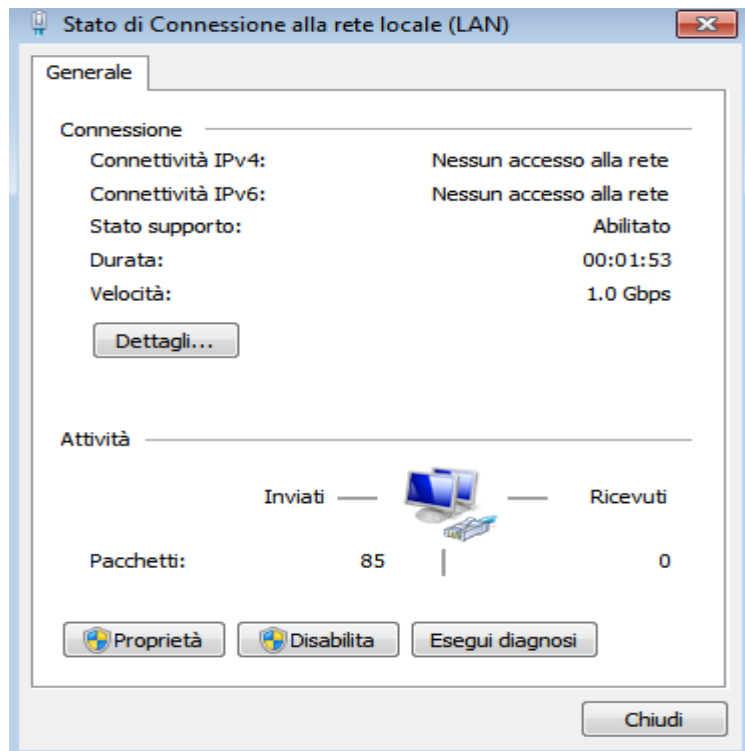 Stato di Connessione alla rete locale (LAN)
Generale
Connessione
Connettività IPv4: Nessun accesso alla rete
Connettività IPv6: Nessun accesso alla rete
Stato supporto: Abilitato
Durata: 00:01:53
Velocità: 1.0 Gbps
Dettagli...
Attività
Inviati Ricevuti
Pacchetti: 85 0
Proprietà Disabilita Esegui diagnosi
Chiudi